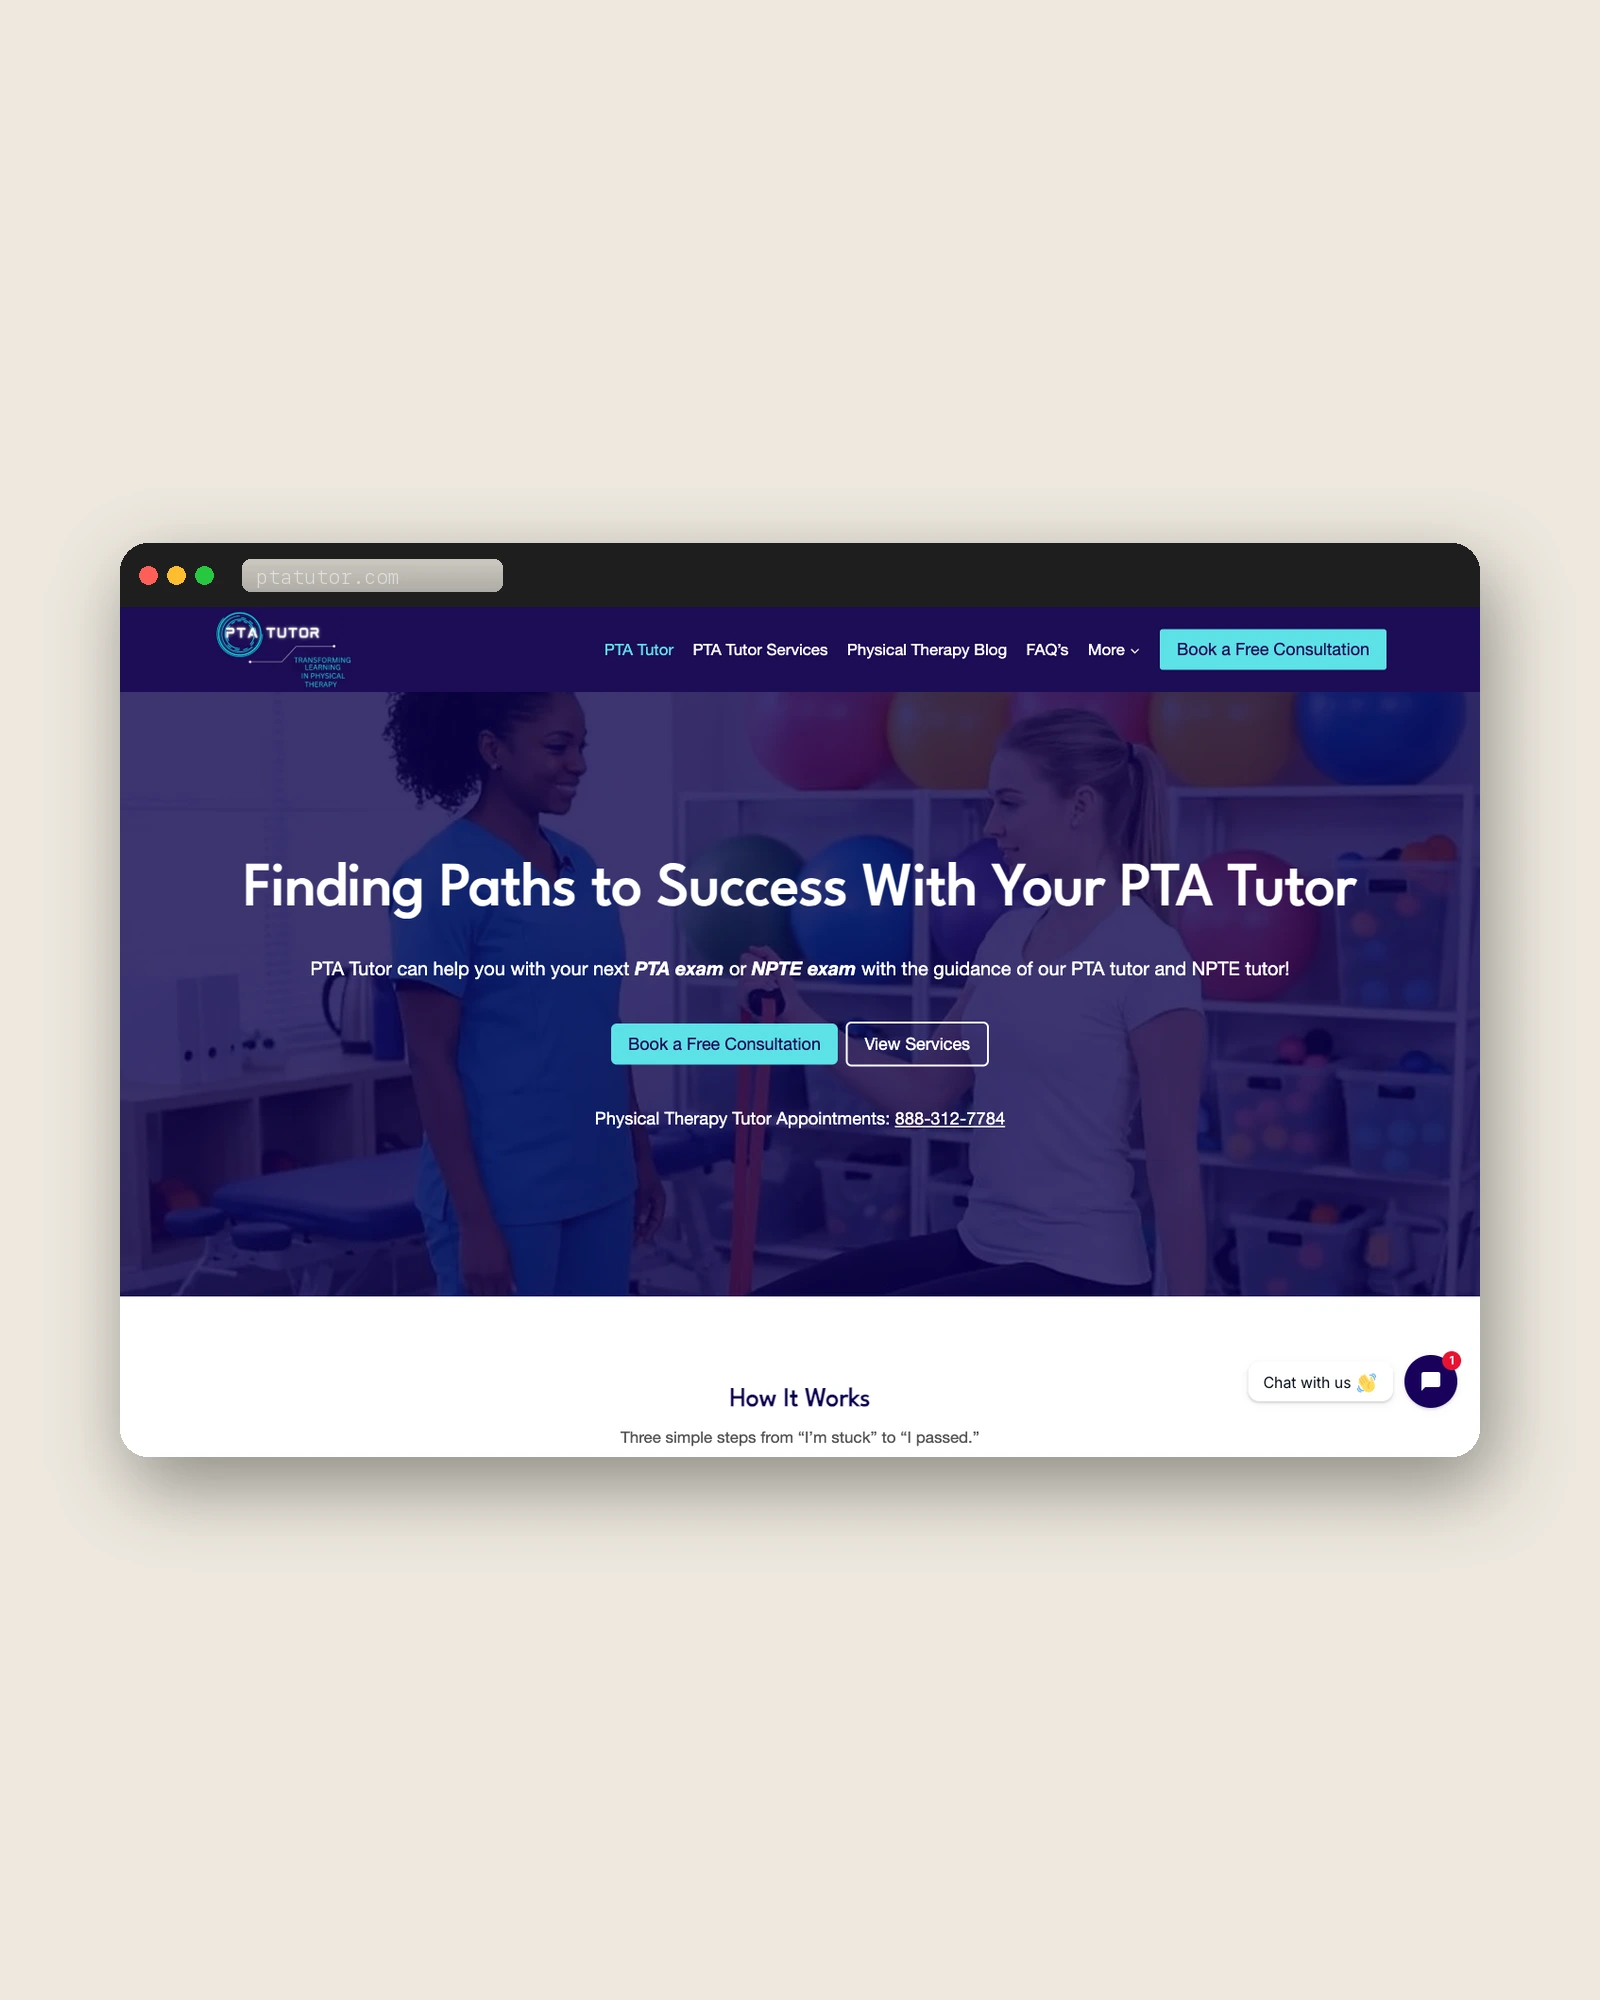 ptatutor.com
PTA TUTOR
TRANSFORMING
LEARNING
IN PHYSICAL
THERAPY
PTA Tutor
PTA Tutor Services
Physical Therapy Blog
FAQ's
More
Book a Free Consultation
Finding Paths to Success With Your PTA Tutor
PTA Tutor can help you with your next PTA exam or NPTE exam with the guidance of our PTA tutor and NPTE tutor!
Book a Free Consultation
View Services
Physical Therapy Tutor Appointments: 888-312-7784
1
Chat with us 👋
How It Works
Three simple steps from “I’m stuck” to “I passed.”